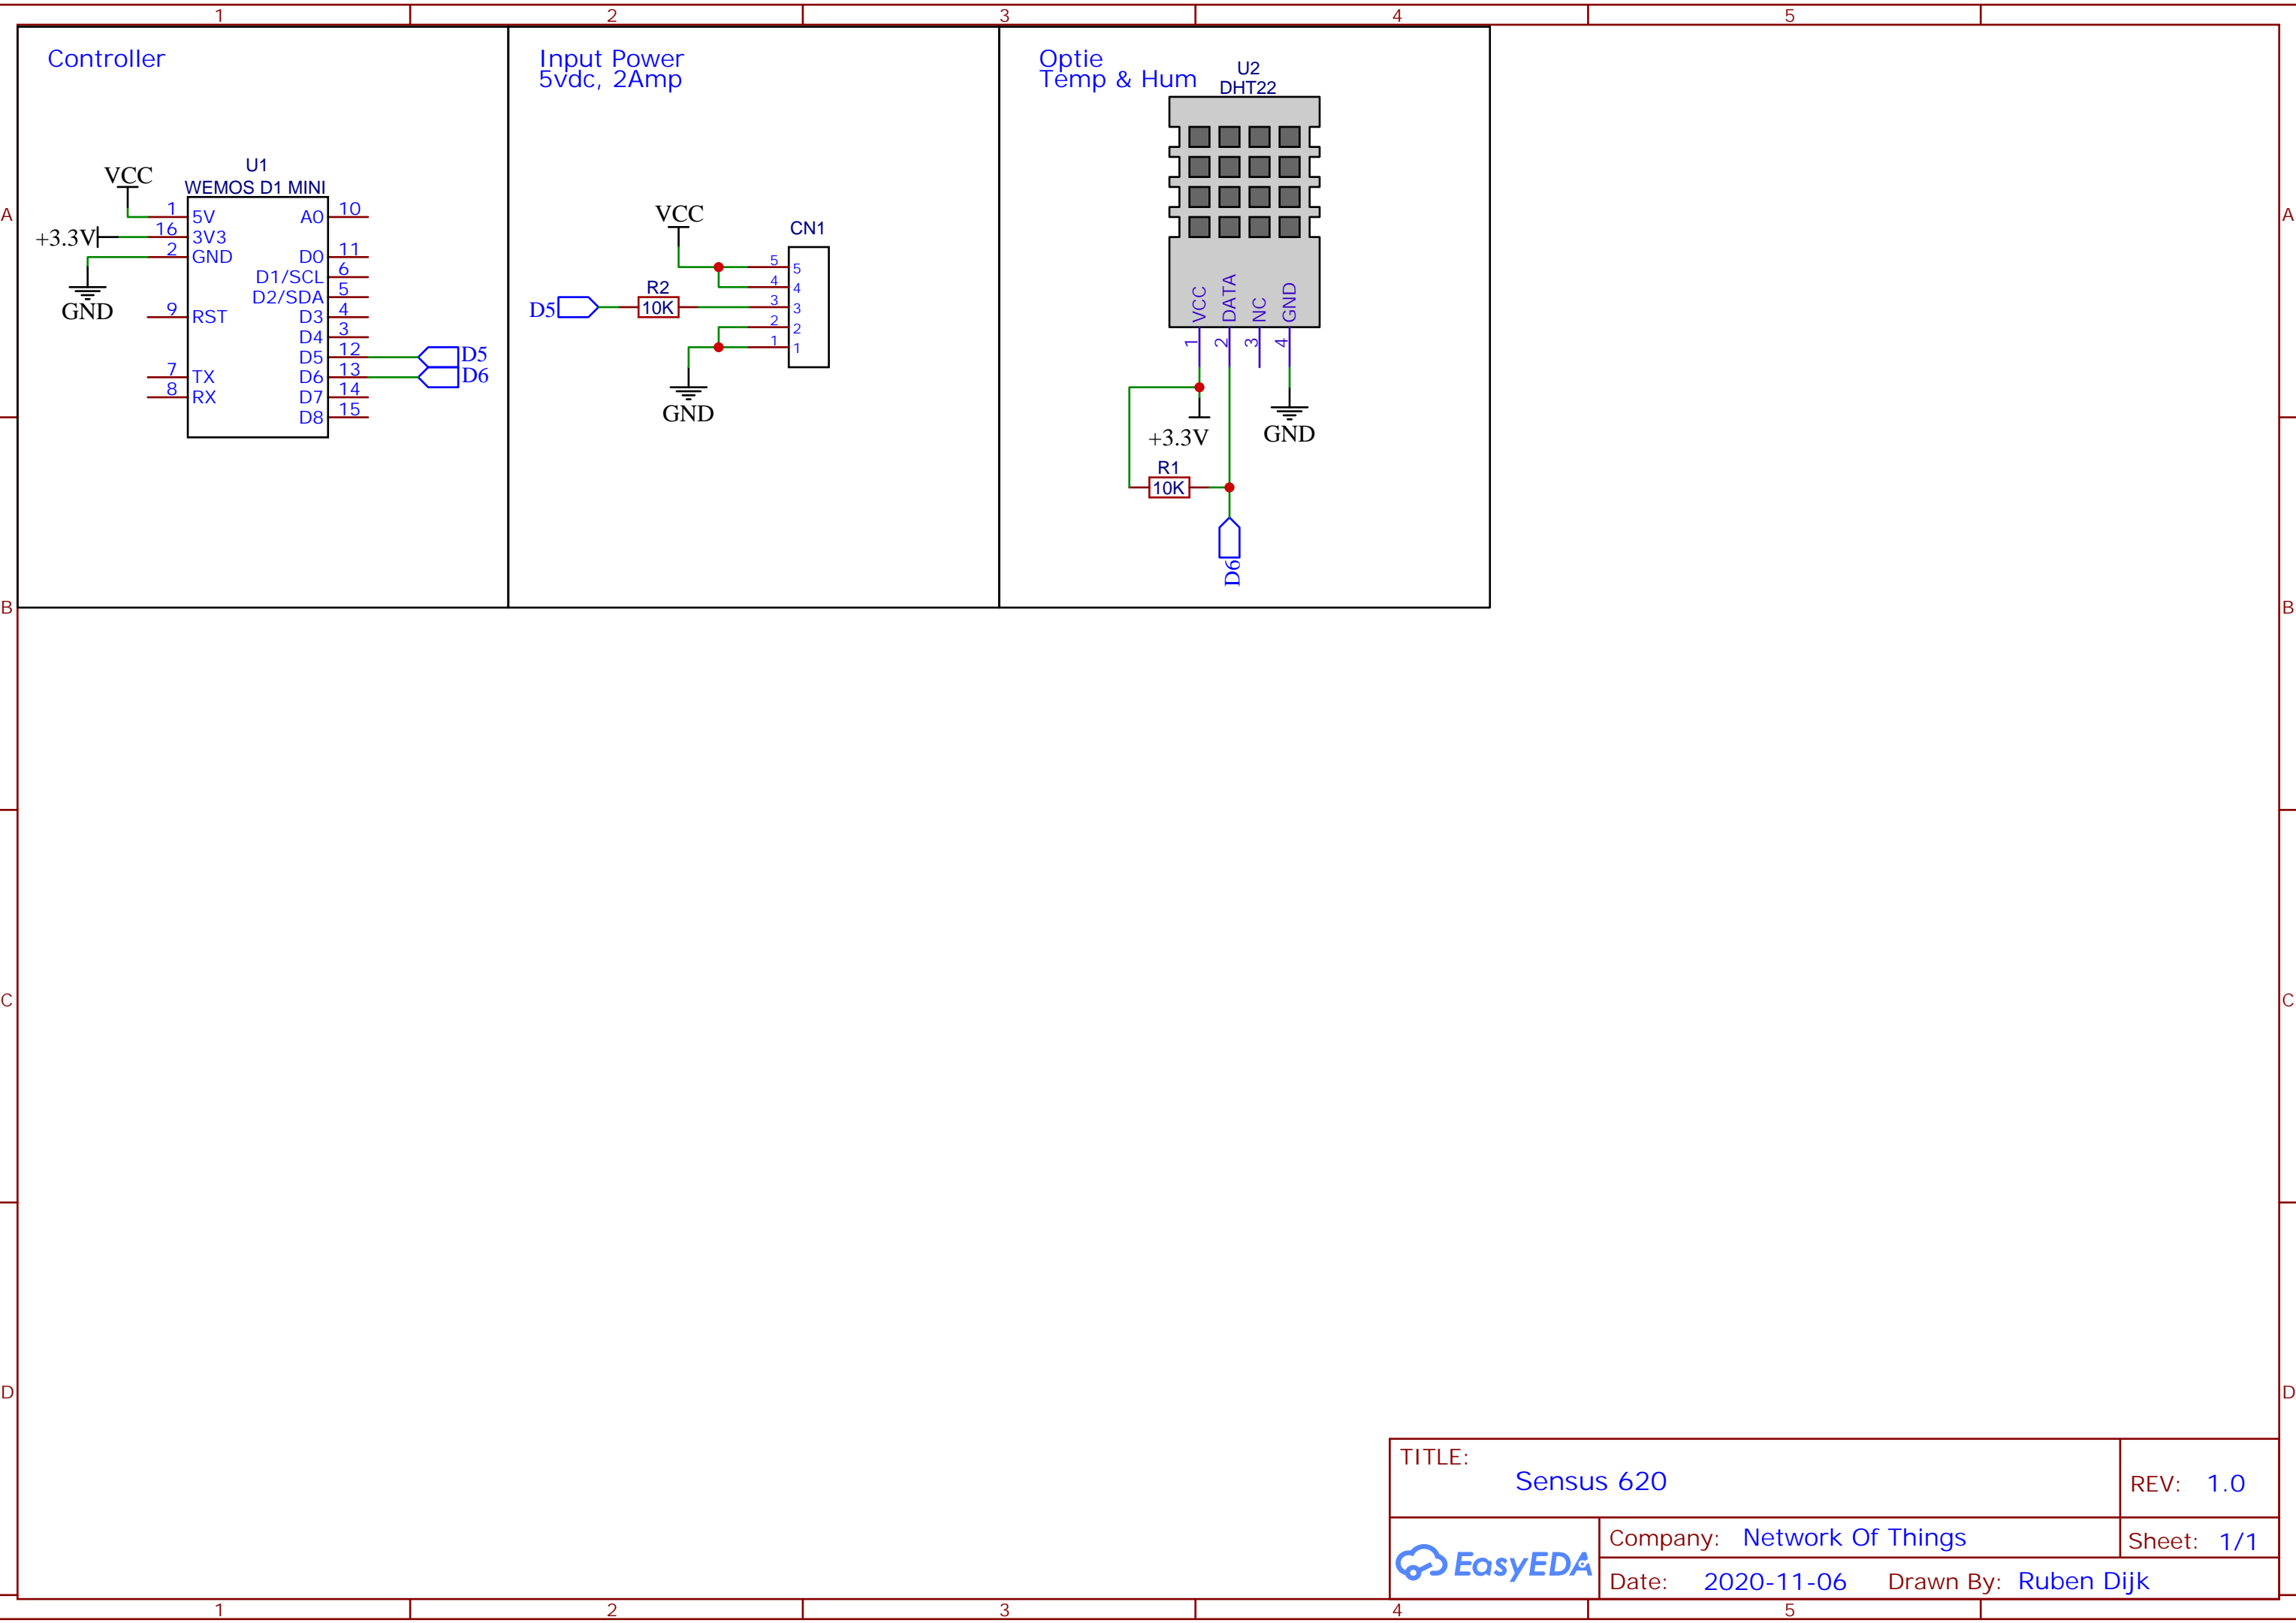 1 2 3 4 5
A
B
C
D
A
B
C
D
Controller
VCC
U1
WEMOS D1 MINI
+3.3V
GND
1 5V
16 3V3
2 GND
9 RST
7 TX
8 RX
A0 10
D0 11
D1/SCL 6
D2/SDA 5
D3 4
D4 3
D5 12
D6 13
D7 14
D8 15
D5
D6
Input Power
5vdc, 2Amp
VCC
CN1
D5
R2
10K
5 5
4 4
3 3
2 2
1 1
GND
Optie
Temp & Hum
U2
DHT22
VCC
DATA
NC
GND
1
2
3
4
+3.3V
GND
R1
10K
D6
TITLE:
Sensus 620
REV: 1.0
EasyEDA
Company: Network Of Things
Sheet: 1/1
Date: 2020-11-06 Drawn By: Ruben Dijk
1 2 3 4 5